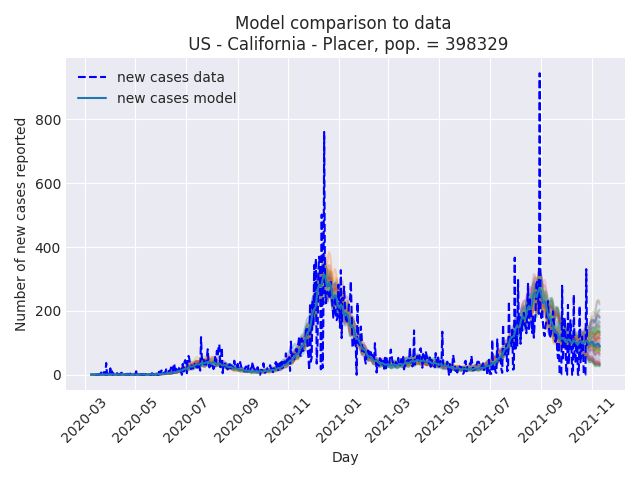 Model comparison to data
US - California - Placer, pop. = 398329
new cases data
new cases model
Number of new cases reported
800
600
400
200
0
2020-03
2020-05
2020-07
2020-09
2020-11
2021-01
2021-03
2021-05
2021-07
2021-09
2021-11
Day